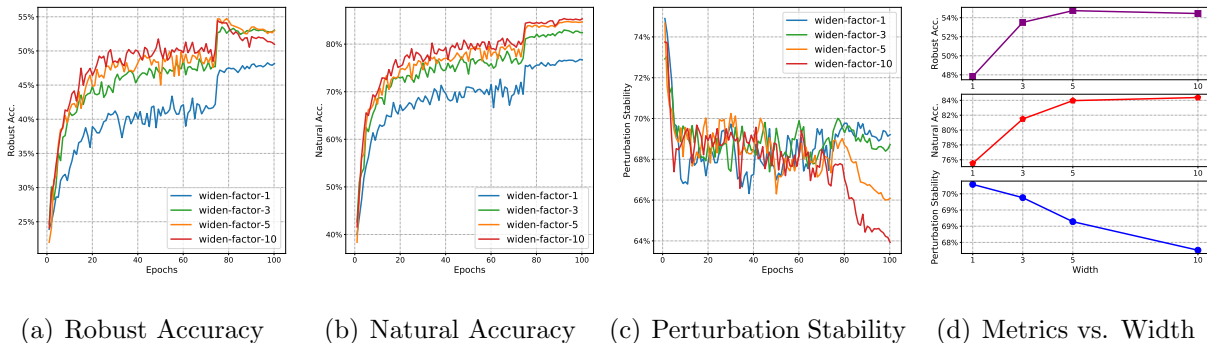 55%
50%
45%
40%
35%
30%
25%
Robust Acc.
0
20
40
60
80
100
Epochs
widen-factor-1
widen-factor-3
widen-factor-5
widen-factor-10
80%
70%
60%
50%
40%
Natural Acc.
0
20
40
60
80
100
Epochs
widen-factor-1
widen-factor-3
widen-factor-5
widen-factor-10
74%
72%
70%
68%
66%
64%
Perturbation Stability
0
20
40
60
80
100
Epochs
widen-factor-1
widen-factor-3
widen-factor-5
widen-factor-10
54%
52%
50%
48%
Robust Acc.
1
3
5
10
84%
82%
80%
78%
76%
Natural Acc.
1
3
5
10
70%
69%
69%
68%
Perturbation Stability
1
3
5
10
Width
(a) Robust Accuracy
(b) Natural Accuracy
(c) Perturbation Stability
(d) Metrics vs. Width